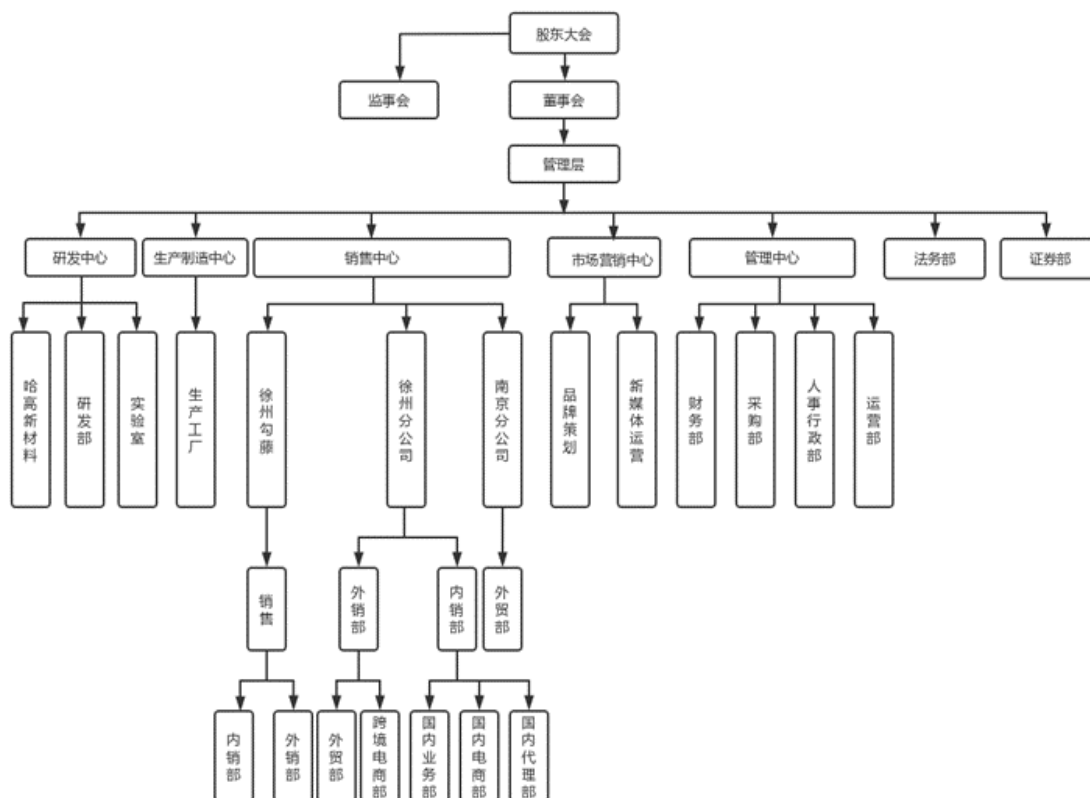 股东大会
监事会
董事会
管理层
研发中心
生产制造中心
销售中心
市场营销中心
管理中心
法务部
证券部
哈高新材料
研发部
实验室
生产工厂
徐州勾藤
徐州分公司
南京分公司
品牌策划
新媒体运营
财务部
采购部
人事行政部
运营部
销售
外销部
内销部
外贸部
内销部
外销部
外贸部
跨境电商部
国内业务部
国内电商部
国内代理部